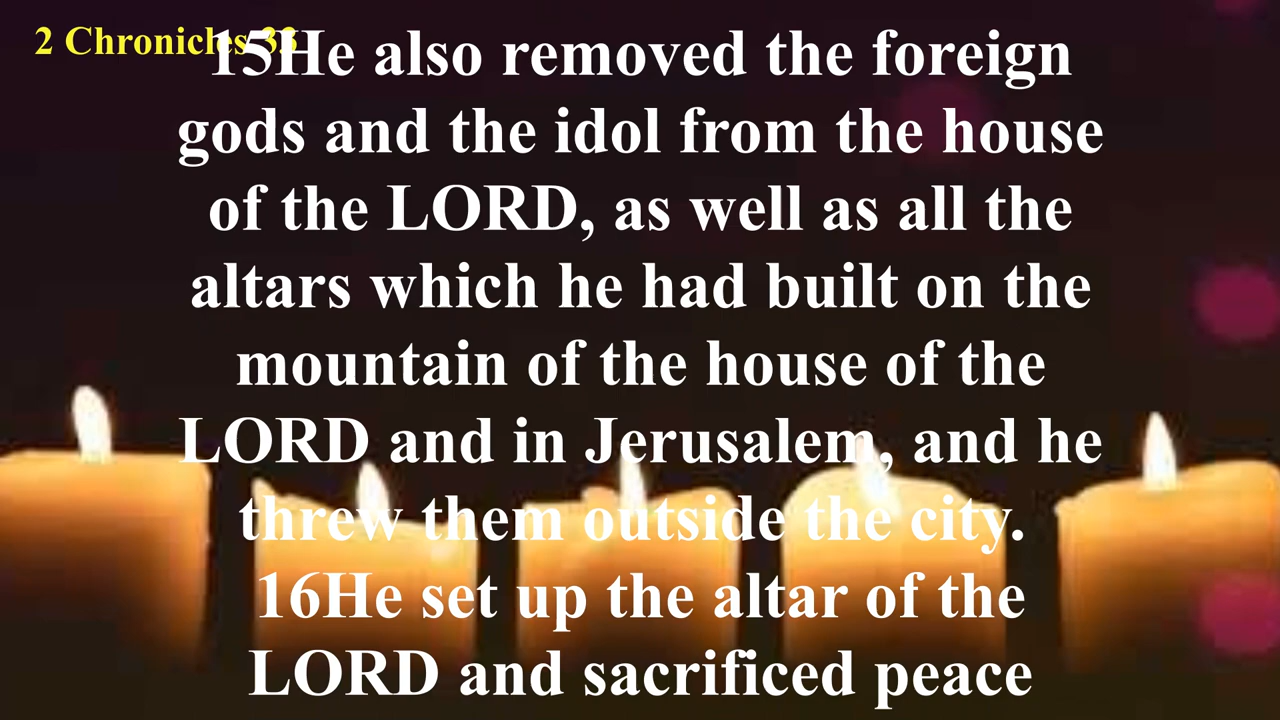 2 Chronicles 33
15He also removed the foreign
gods and the idol from the house
of the LORD, as well as all the
altars which he had built on the
mountain of the house of the
LORD and in Jerusalem, and he
threw them outside the city.
16He set up the altar of the
LORD and sacrificed peace